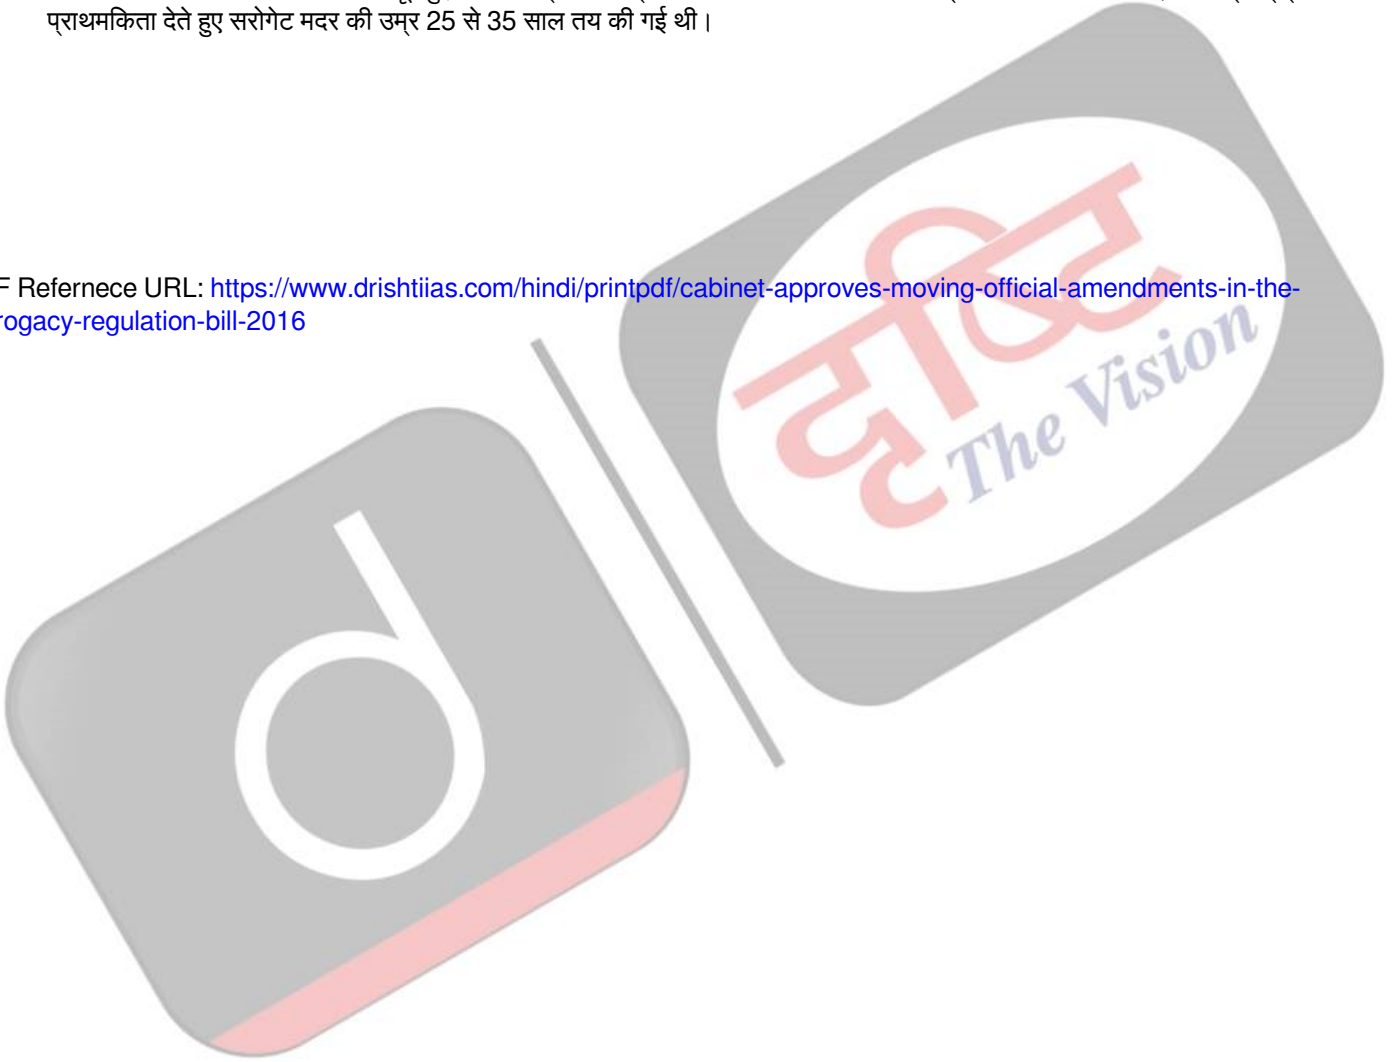 प्राथमिकता देते हुए सरोगेट मदर की उम्र 25 से 35 साल तय की गई थी।
F Refernece URL: https://www.drishtiias.com/hindi/printpdf/cabinet-approves-moving-official-amendments-in-the-
rogacy-regulation-bill-2016
दृष्टि
The Vision
d